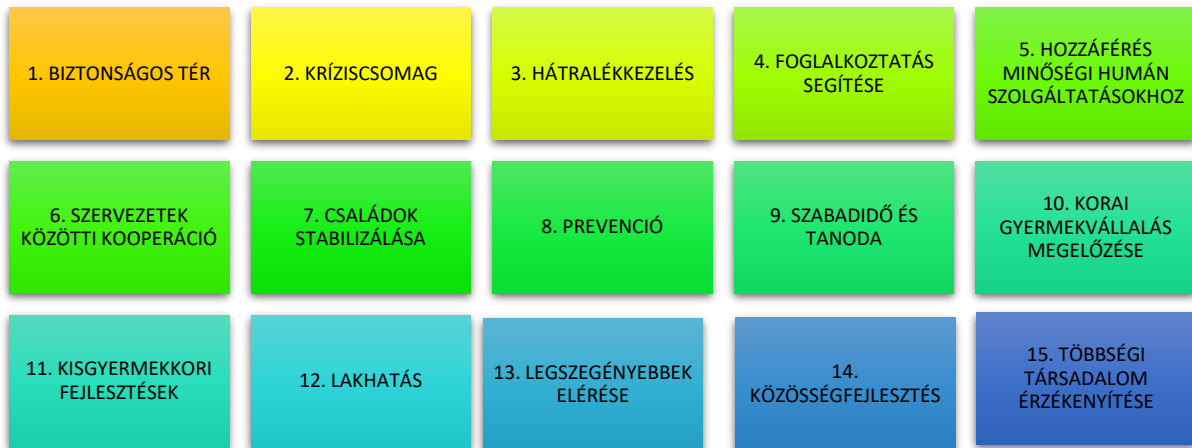 1. BIZTONSÁGOS TÉR
2. KRÍZISCSOMAG
3. HÁTRALÉKKEZELÉS
4. FOGLALKOZTATÁS
SEGÍTÉSE
5. HOZZÁFÉRÉS
MINŐSÉGI HUMÁN
SZOLGÁLTATÁSOKHOZ
6. SZERVEZETEK
KÖZÖTTI KOOPERÁCIÓ
7. CSALÁDOK
STABILIZÁLÁSA
8. PREVENCIÓ
9. SZABADIDŐ ÉS
TANODA
10. KORAI
GYERMEKVÁLLALÁS
MEGELŐZÉSE
11. KISGYERMEKKORI
FEJLESZTÉSEK
12. LAKHATÁS
13. LEGSZEGÉNYEBBEK
ELÉRÉSE
14.
KÖZÖSSÉGFEJLESZTÉS
15. TÖBBSÉGI
TÁRSADALOM
ÉRZÉKENYÍTÉSE